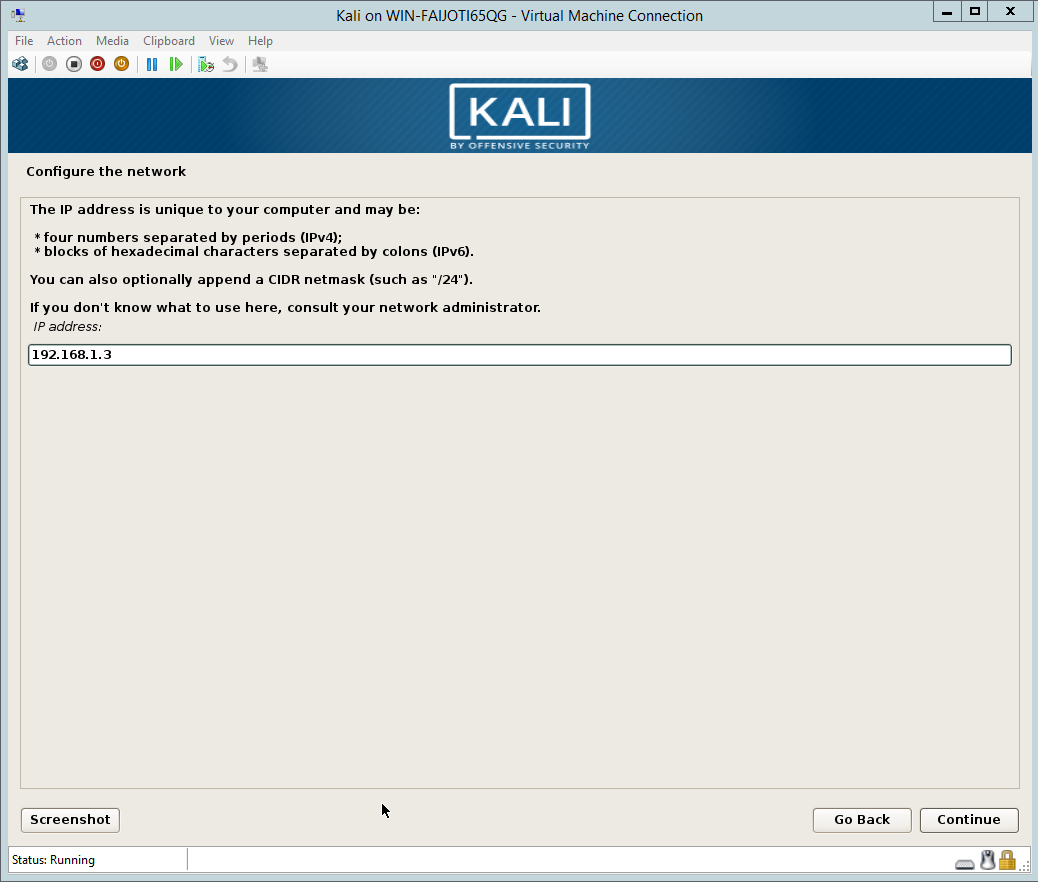 Kali on WIN-FAIJOTI65QG - Virtual Machine Connection
File Action Media Clipboard View Help
KALI
BY OFFENSIVE SECURITY
Configure the network
The IP address is unique to your computer and may be:
* four numbers separated by periods (IPv4);
* blocks of hexadecimal characters separated by colons (IPv6).
You can also optionally append a CIDR netmask (such as "/24").
If you don't know what to use here, consult your network administrator.
IP address:
192.168.1.3
Screenshot Go Back Continue
Status: Running